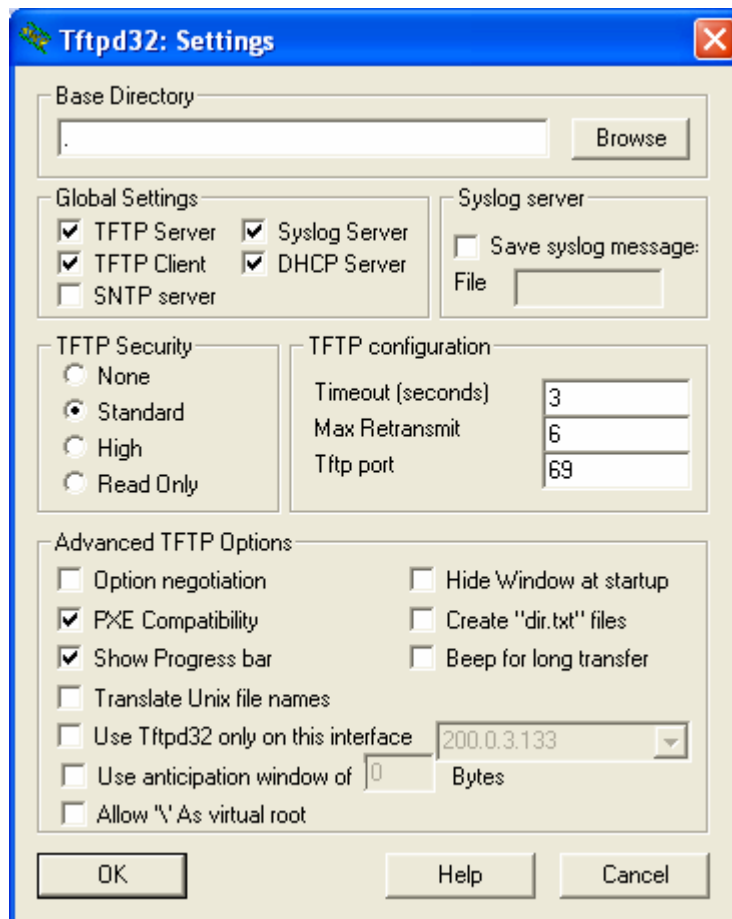 Tftpd32: Settings
Base Directory
.
Browse
Global Settings
TFTP Server
Syslog Server
TFTP Client
DHCP Server
SNTP server
Syslog server
Save syslog message:
File
TFTP Security
None
Standard
High
Read Only
TFTP configuration
Timeout (seconds) 3
Max Retransmit 6
Tftp port 69
Advanced TFTP Options
Option negotiation
Hide Window at startup
PXE Compatibility
Create "dir.txt" files
Show Progress bar
Beep for long transfer
Translate Unix file names
Use Tftpd32 only on this interface 200.0.3.133
Use anticipation window of 0 Bytes
Allow '\' As virtual root
OK
Help
Cancel